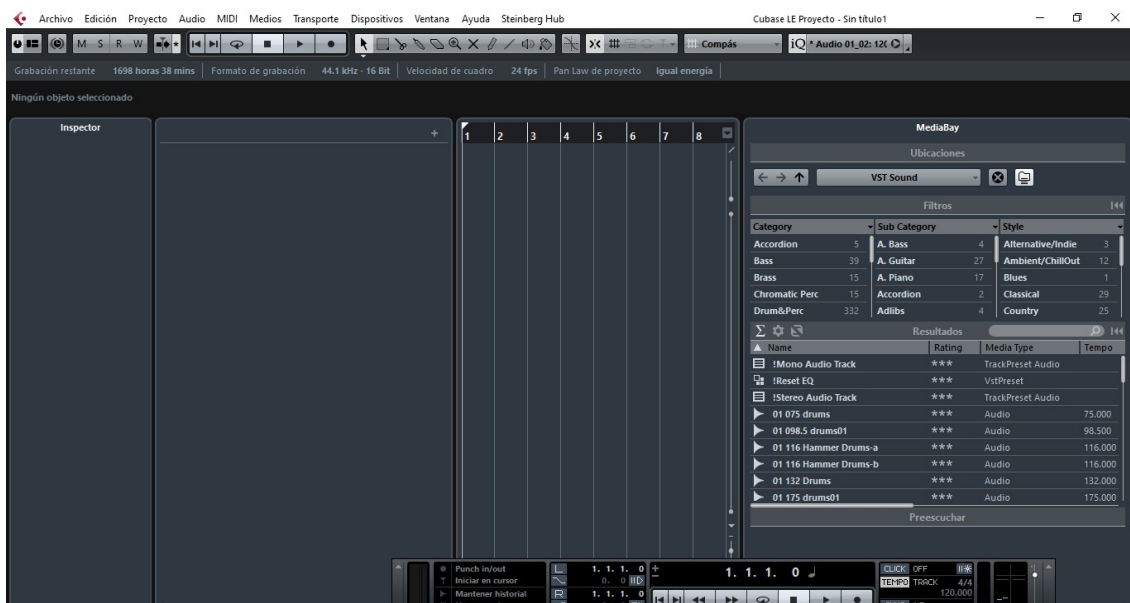 Archivo Edición Proyecto Audio MIDI Medios Transporte Dispositivos Ventana Ayuda Steinberg Hub Cubase LE Proyecto - Sin título1
M S R W Compás iQ * Audio 01_02: 12(
Grabación restante 1698 horas 38 mins Formato de grabación 44.1 kHz - 16 Bit Velocidad de cuadro 24 fps Pan Law de proyecto Igual energía
Ningún objeto seleccionado
Inspector + 1 2 3 4 5 6 7 8 MediaBay
Ubicaciones
VST Sound
Filtros
Category Sub Category Style
Accordion 5 A. Bass 4 Alternative/Indie 3
Bass 39 A. Guitar 27 Ambient/ChillOut 12
Brass 15 A. Piano 17 Blues 1
Chromatic Perc 15 Accordion 2 Classical 29
Drum&Perc 332 Adlibs 4 Country 25
Resultados
Name Rating Media Type Tempo
!Mono Audio Track *** TrackPreset Audio
!Reset EQ *** VstPreset
!Stereo Audio Track *** TrackPreset Audio
01 075 drums *** Audio 75.000
01 098.5 drums01 *** Audio 98.500
01 116 Hammer Drums-a *** Audio 116.000
01 116 Hammer Drums-b *** Audio 116.000
01 132 Drums *** Audio 132.000
01 175 drums01 *** Audio 175.000
Preescuchar
Punch in/out L 1. 1. 1. 0 1. 1. 1. 0 CLICK OFF
Iniciar en cursor 0. 0 TEMPO TRACK 4/4
Mantener historial R 1. 1. 1. 0 120.000